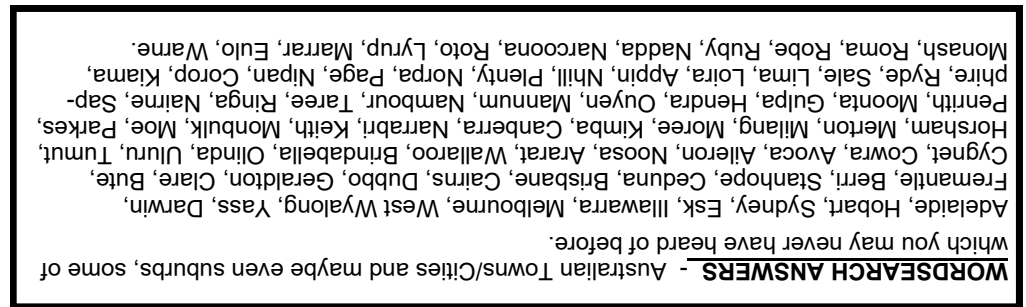 WORDSEARCH ANSWERS - Australian Towns/Cities and maybe even suburbs, some of
which you may never have heard of before.
Adelaide, Hobart, Sydney, Esk, Illawarra, Melbourne, West Wyalong, Yass, Darwin,
Fremantle, Berri, Stanhope, Ceduna, Brisbane, Cairns, Dubbo, Geraldton, Clare, Bute,
Cygnet, Cowra, Avoca, Aileron, Noosa, Ararat, Wallaroo, Brindabella, Olinda, Uluru, Tumut,
Horsham, Merton, Milang, Moree, Kimba, Canberra, Narrabri, Keith, Monbulk, Moe, Parkes,
Penrith, Moonta, Gulpa, Hendra, Ouyen, Mannum, Nambour, Taree, Ringa, Nairne, Sap-
phire, Ryde, Sale, Lima, Loira, Appin, Nhill, Plenty, Norpa, Page, Nipan, Corop, Kiama,
Monash, Roma, Robe, Ruby, Nadda, Narcoona, Roto, Lyrup, Marrar, Eulo, Warne.